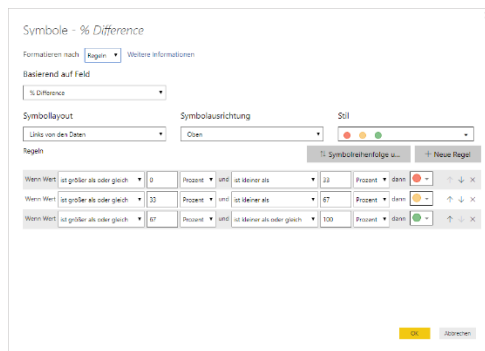 Symbole - % Difference
Formatieren nach Regeln Weitere Informationen
Basierend auf Feld
% Difference
Symbollayout Symbolausrichtung Stil
Links von den Daten Oben
Regeln Symbolreihenfolge u... + Neue Regel
Wenn Wert ist größer als oder gleich 0 Prozent und ist kleiner als 33 Prozent dann
Wenn Wert ist größer als oder gleich 33 Prozent und ist kleiner als 67 Prozent dann
Wenn Wert ist größer als oder gleich 67 Prozent und ist kleiner als oder gleich 100 Prozent dann
OK Abbrechen